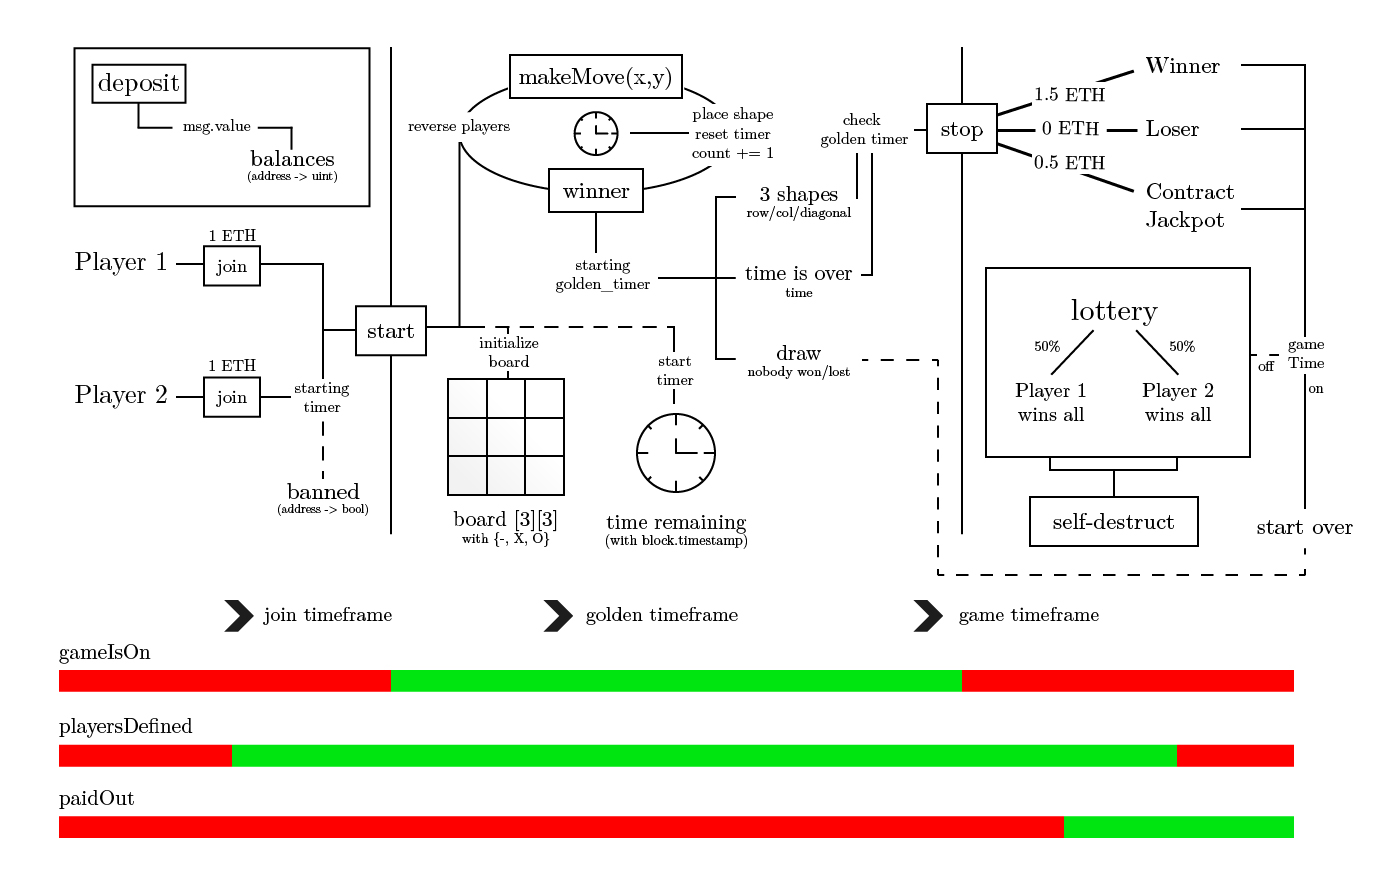 deposit
msg.value
balances
(address -> uint)
1 ETH
Player 1
join
1 ETH
Player 2
join
starting
timer
banned
(address -> bool)
start
makeMove(x,y)
reverse players
place shape
reset timer
count += 1
winner
starting
golden_timer
3 shapes
row/col/diagonal
time is over
time
draw
nobody won/lost
check
golden timer
initialize
board
board [3][3]
with {-, X, O}
start
timer
time remaining
(with block.timestamp)
stop
1.5 ETH
0 ETH
0.5 ETH
Winner
Loser
Contract
Jackpot
lottery
50%
50%
Player 1
wins all
Player 2
wins all
self-destruct
game
Time
off
on
start over
join timeframe
golden timeframe
game timeframe
gameIsOn
playersDefined
paidOut